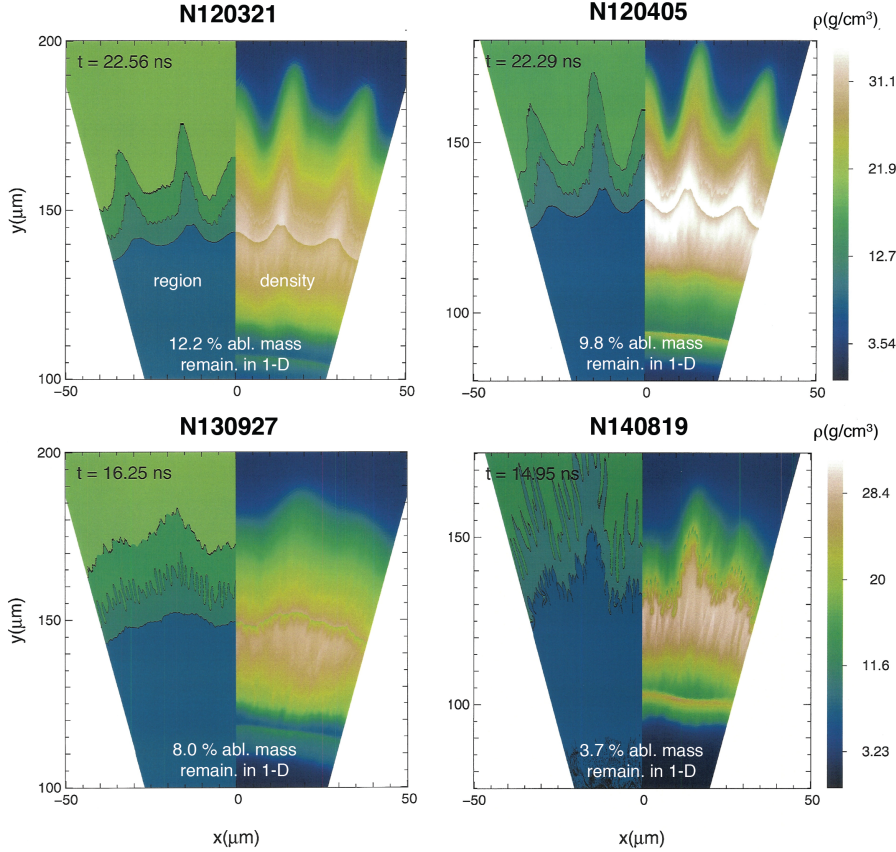 N120321
N120405
ρ(g/cm³)
200
t = 22.56 ns
t = 22.29 ns
31.1
y(μm)
150
150
21.9
region
density
12.7
100
12.2 % abl. mass
remain. in 1-D
9.8 % abl. mass
remain. in 1-D
3.54
100
−50
0
50
−50
0
50
N130927
N140819
ρ(g/cm³)
200
t = 16.25 ns
t = 14.95 ns
28.4
150
y(μm)
150
20
11.6
100
8.0 % abl. mass
remain. in 1-D
3.7 % abl. mass
remain. in 1-D
3.23
100
−50
0
50
−50
0
50
x(μm)
x(μm)